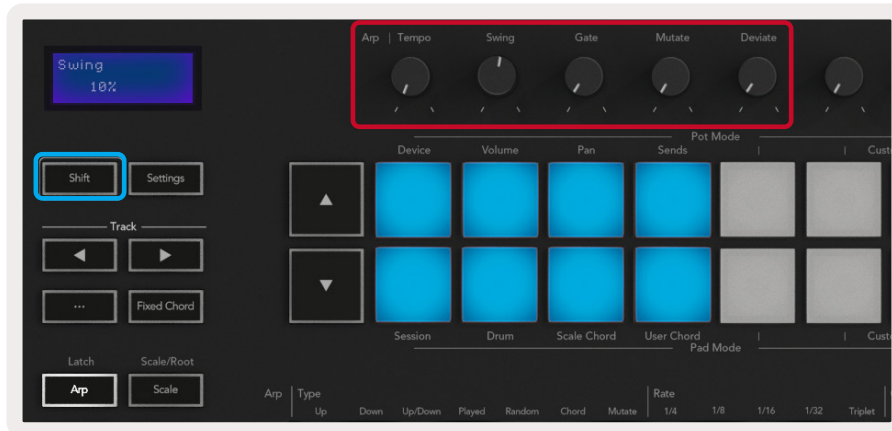 Arp | Tempo Swing Gate Mutate Deviate
Swing
10%
Pot Mode
Device Volume Pan Sends
Shift Settings
Track
... Fixed Chord
Session Drum Scale Chord User Chord
Pad Mode
Latch Scale/Root
Arp Scale
Arp Type Rate
Up Down Up/Down Played Random Chord Mutate 1/4 1/8 1/16 1/32 Triplet